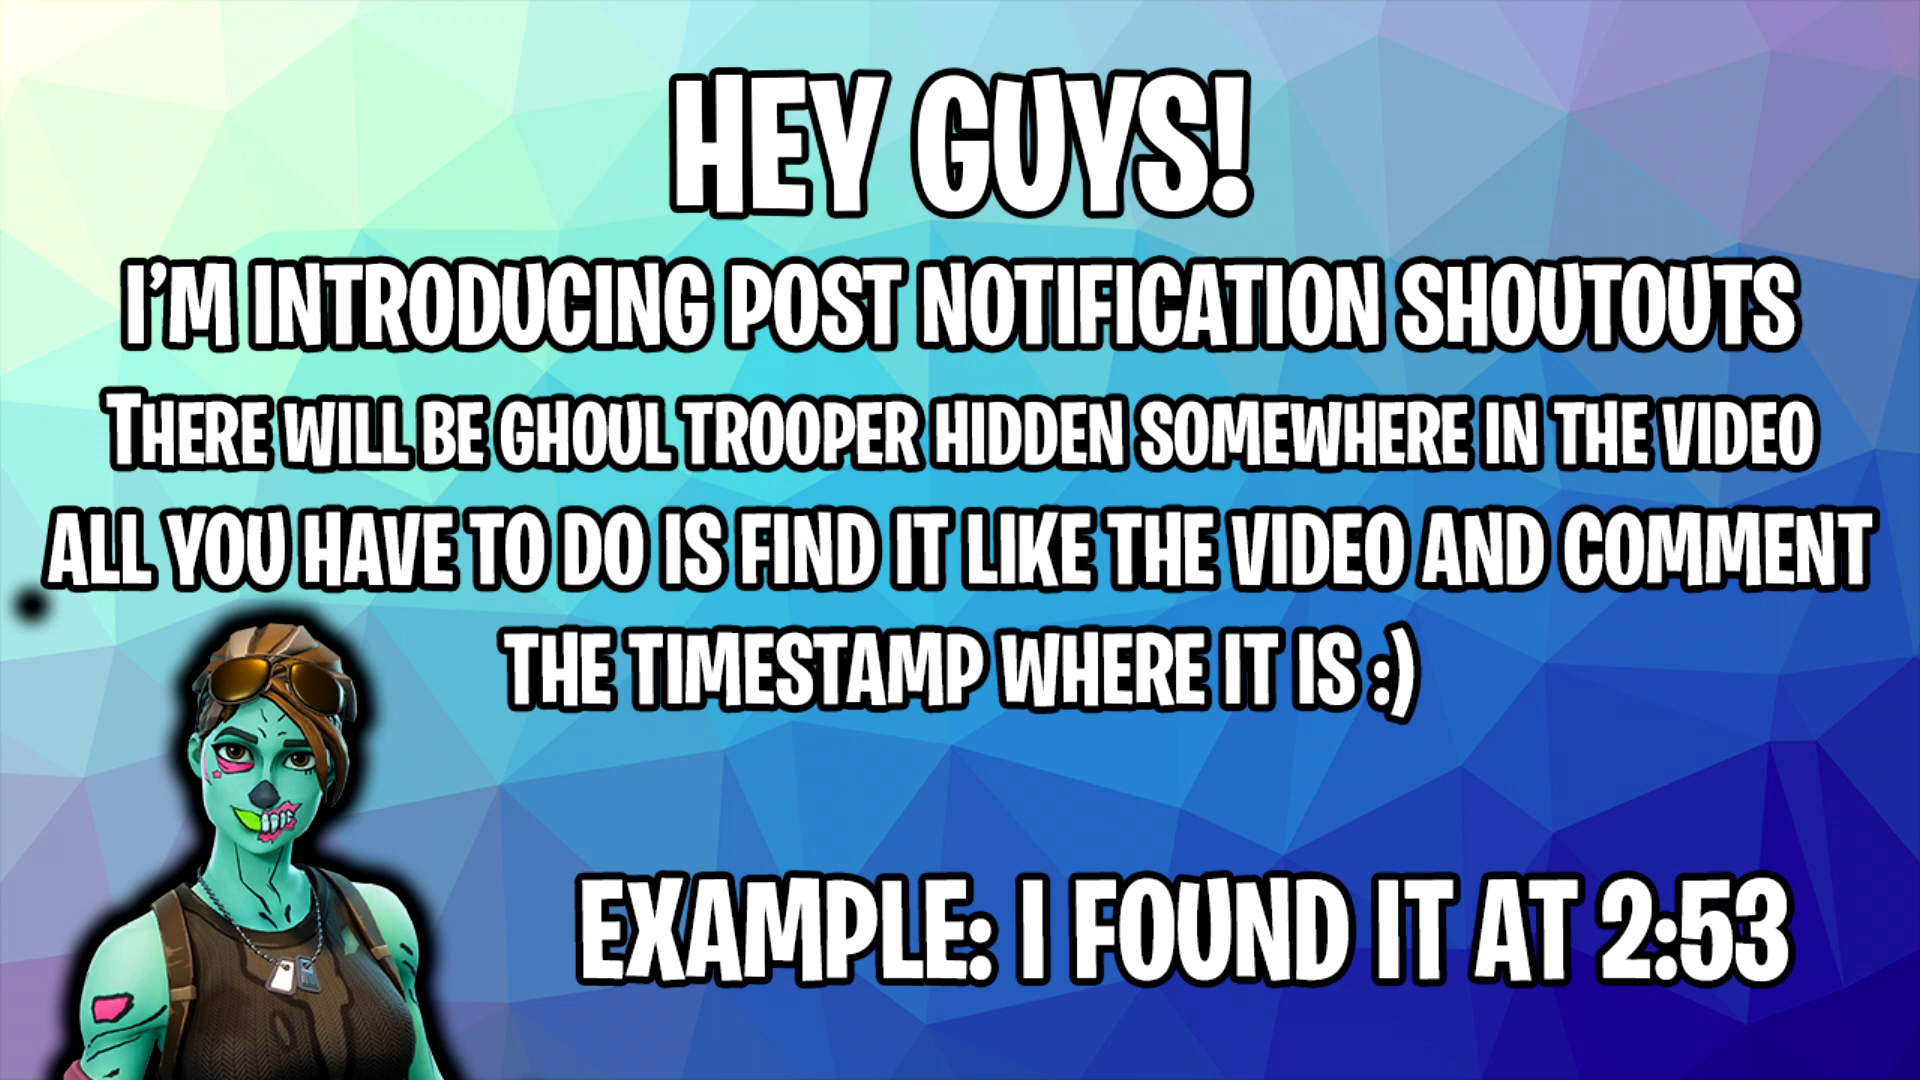 HEY GUYS!
I'M INTRODUCING POST NOTIFICATION SHOUTOUTS
THERE WILL BE GHOUL TROOPER HIDDEN SOMEWHERE IN THE VIDEO
ALL YOU HAVE TO DO IS FIND IT LIKE THE VIDEO AND COMMENT
THE TIMESTAMP WHERE IT IS :)
EXAMPLE: I FOUND IT AT 2:53